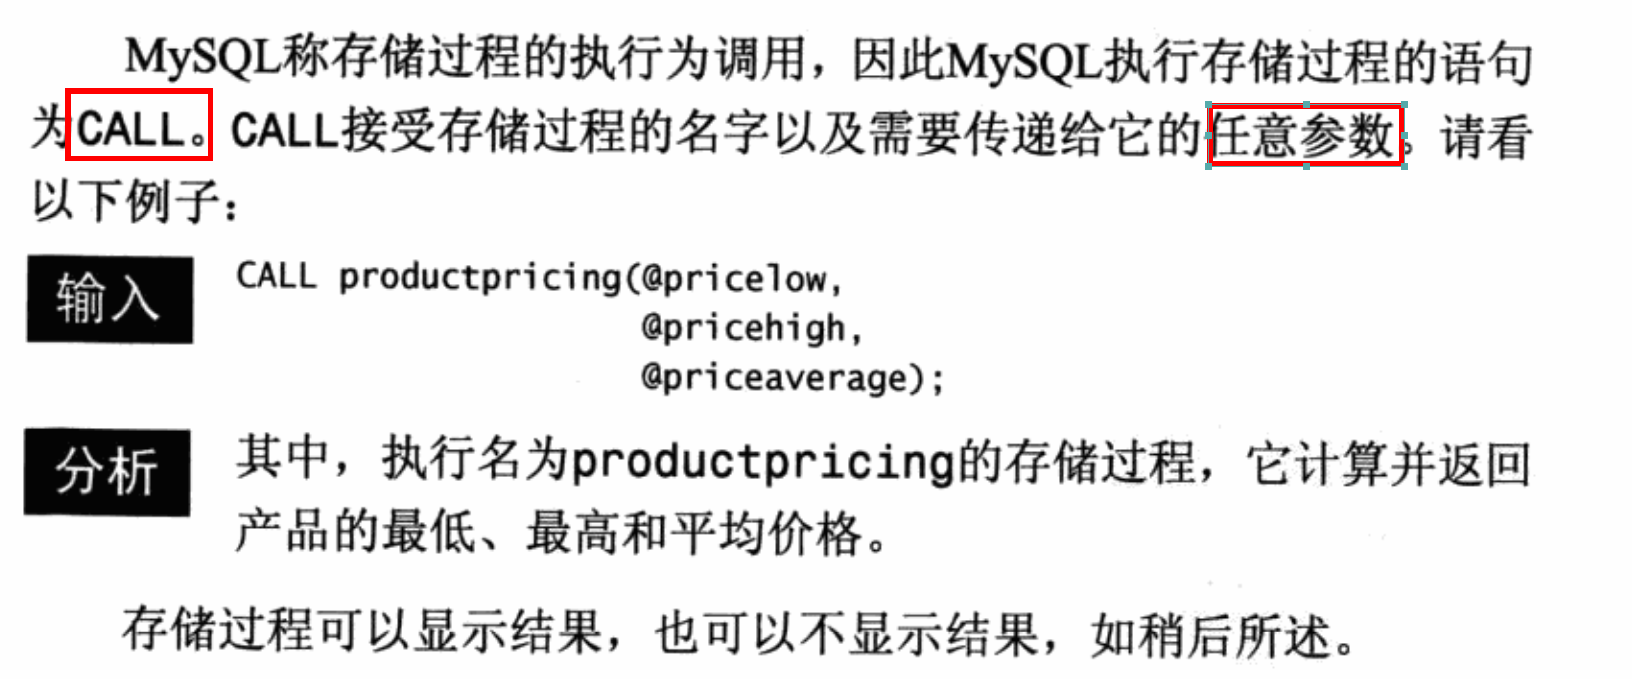 MySQL称存储过程的执行为调用，因此MySQL执行存储过程的语句
为CALL。CALL接受存储过程的名字以及需要传递给它的任意参数。请看
以下例子：
输入
CALL productpricing(@pricelow,
@pricehigh,
@priceaverage);
分析
其中，执行名为productpricing的存储过程，它计算并返回
产品的最低、最高和平均价格。
存储过程可以显示结果，也可以不显示结果，如稍后所述。